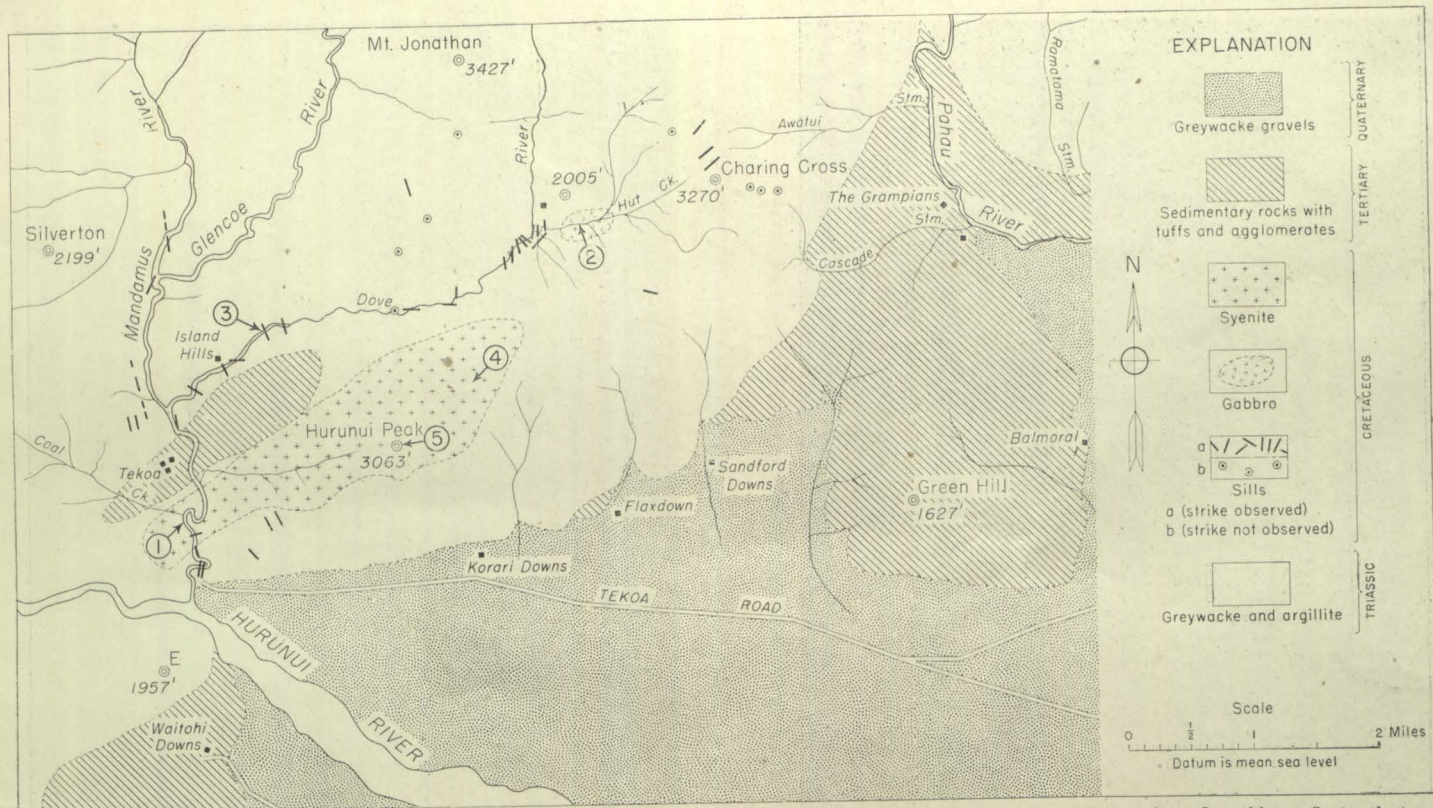 Mt. Jonathan
3427'
River
River
River
Glencoe
Mandamus
Silverton
2199'
2005'
Hut
Ck.
Awatui
Stm.
Charing Cross
3270'
Pahau
River
The Grampians
Stm.
Cascade
Stm.
Dove
Island
Hills
Hurunui Peak
3063'
Coal
Ck.
Tekoa
1
2
3
4
5
Flaxdown
Sandford
Downs
Green Hill
1627'
Balmoral
Korari Downs
TEKOA
ROAD
HURUNUI
RIVER
E
1957'
Waitohi
Downs
EXPLANATION
Greywacke gravels
QUATERNARY
Sedimentary rocks with
tuffs and agglomerates
TERTIARY
Syenite
Gabbro
a
b
Sills
a (strike observed)
b (strike not observed)
CRETACEOUS
Greywacke and argillite
TRIASSIC
N
Scale
0 1/2 1 2 Miles
Datum is mean sea level